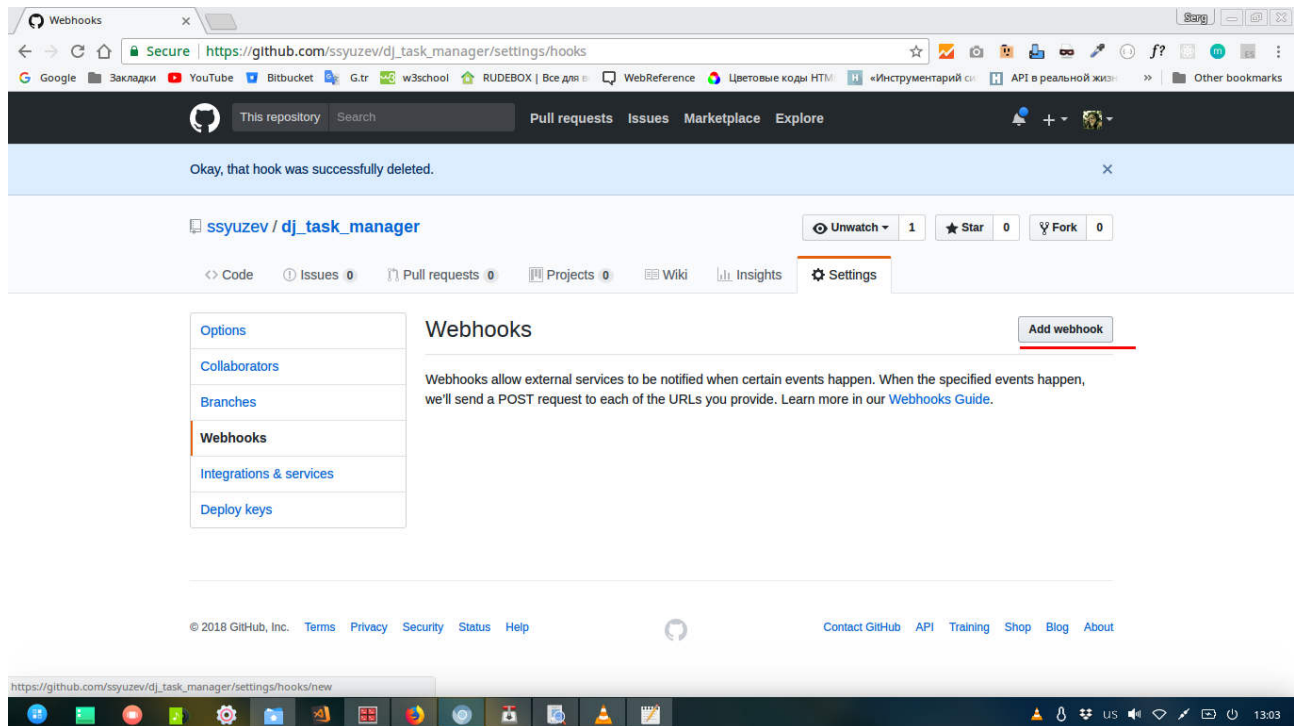 Webhooks
Serg
Secure https://github.com/ssyuzev/dj_task_manager/settings/hooks
f?
Google Закладки YouTube Bitbucket G.tr w3school RUDEBOX | Все для в WebReference Цветовые коды HTM «Инструментарий си API в реальной жизн » Other bookmarks
This repository Search Pull requests Issues Marketplace Explore
Okay, that hook was successfully deleted.
ssyuzev / dj_task_manager
Unwatch 1 Star 0 Fork 0
Code Issues 0 Pull requests 0 Projects 0 Wiki Insights Settings
Options
Collaborators
Branches
Webhooks
Integrations & services
Deploy keys
Webhooks
Add webhook
Webhooks allow external services to be notified when certain events happen. When the specified events happen,
we'll send a POST request to each of the URLs you provide. Learn more in our Webhooks Guide.
© 2018 GitHub, Inc. Terms Privacy Security Status Help
Contact GitHub API Training Shop Blog About
https://github.com/ssyuzev/dj_task_manager/settings/hooks/new
US 13:03